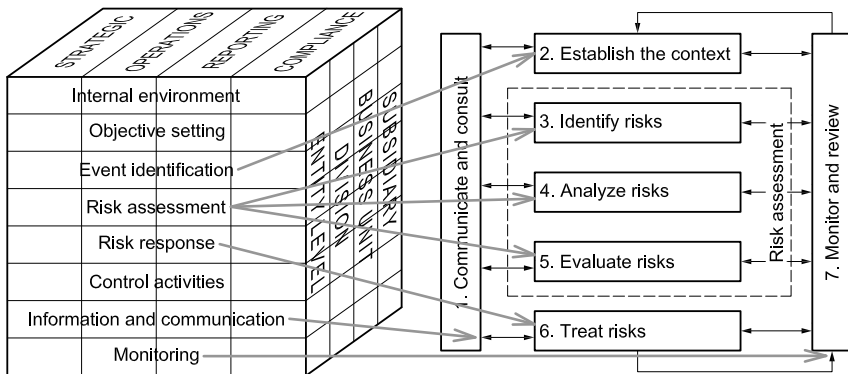 STRATEGIC
OPERATIONS
REPORTING
COMPLIANCE
Internal environment
Objective setting
Event identification
Risk assessment
Risk response
Control activities
Information and communication
Monitoring
ENTITY LEVEL
DIVISION
BUSINESS UNIT
SUBSIDIARY
1. Communicate and consult
2. Establish the context
3. Identify risks
4. Analyze risks
5. Evaluate risks
6. Treat risks
Risk assessment
7. Monitor and review